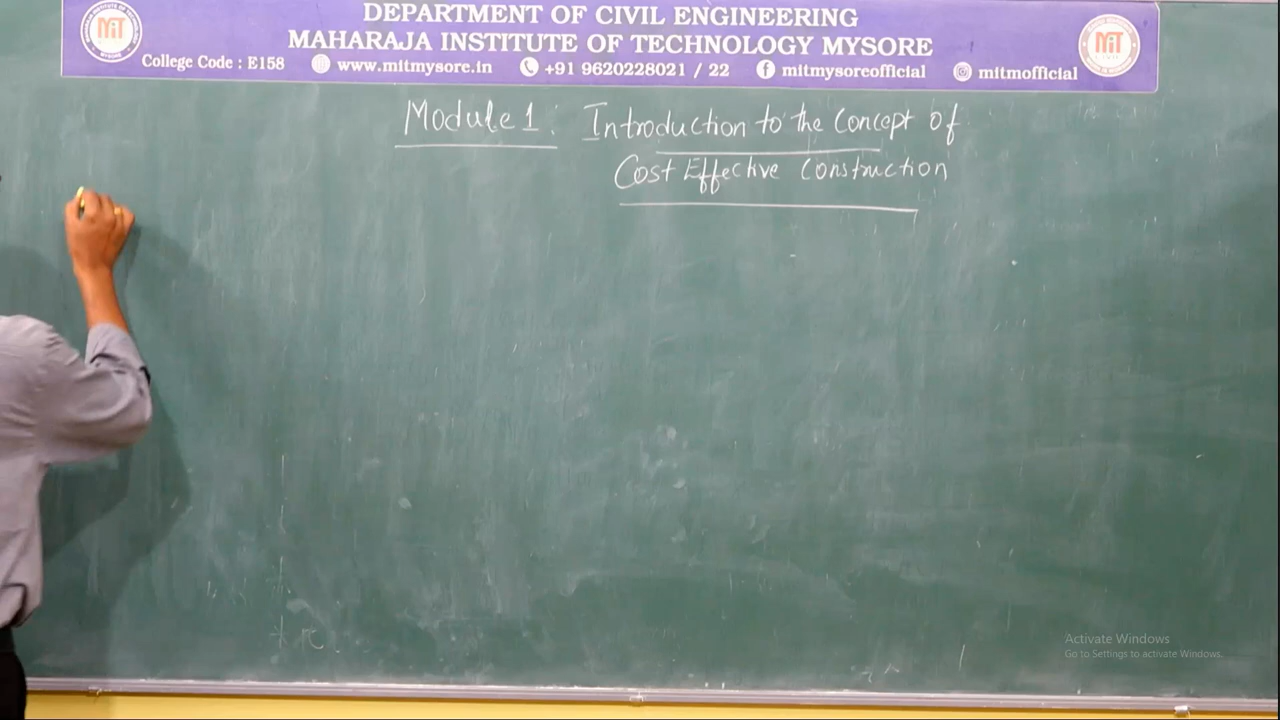 DEPARTMENT OF CIVIL ENGINEERING
MAHARAJA INSTITUTE OF TECHNOLOGY MYSORE
College Code : E158 www.mitmysore.in +91 9620228021 / 22 mitmysoreofficial mitmofficial
MiT
MiT
Module 1 : Introduction to the Concept of
Cost Effective Construction
Activate Windows
Go to Settings to activate Windows.